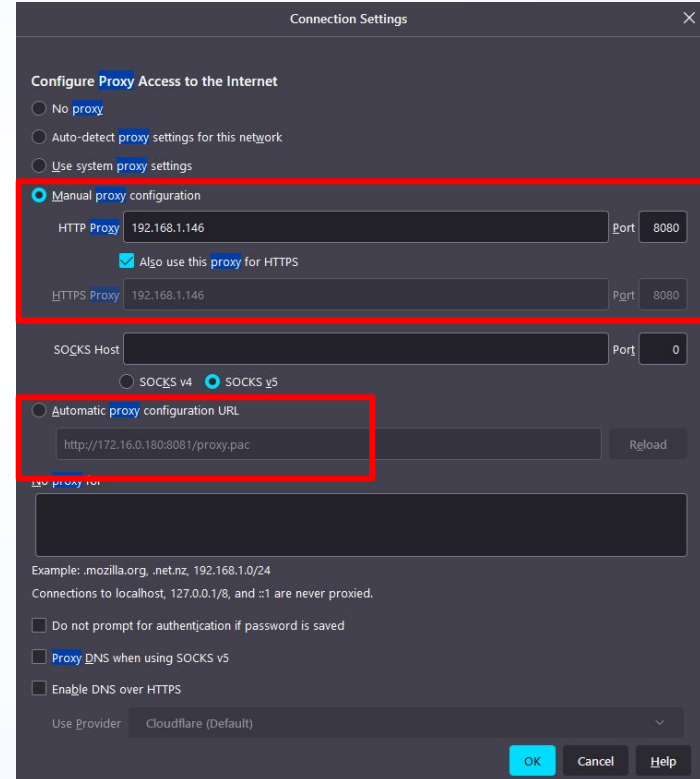 Connection Settings
Configure Proxy Access to the Internet
No proxy
Auto-detect proxy settings for this network
Use system proxy settings
Manual proxy configuration
HTTP Proxy 192.168.1.146 Port 8080
Also use this proxy for HTTPS
HTTPS Proxy 192.168.1.146 Port 8080
SOCKS Host Port 0
SOCKS v4 SOCKS v5
Automatic proxy configuration URL
http://172.16.0.180:8081/proxy.pac Reload
No proxy for
Example: .mozilla.org, .net.nz, 192.168.1.0/24
Connections to localhost, 127.0.0.1/8, and ::1 are never proxied.
Do not prompt for authentication if password is saved
Proxy DNS when using SOCKS v5
Enable DNS over HTTPS
Use Provider Cloudflare (Default)
OK Cancel Help